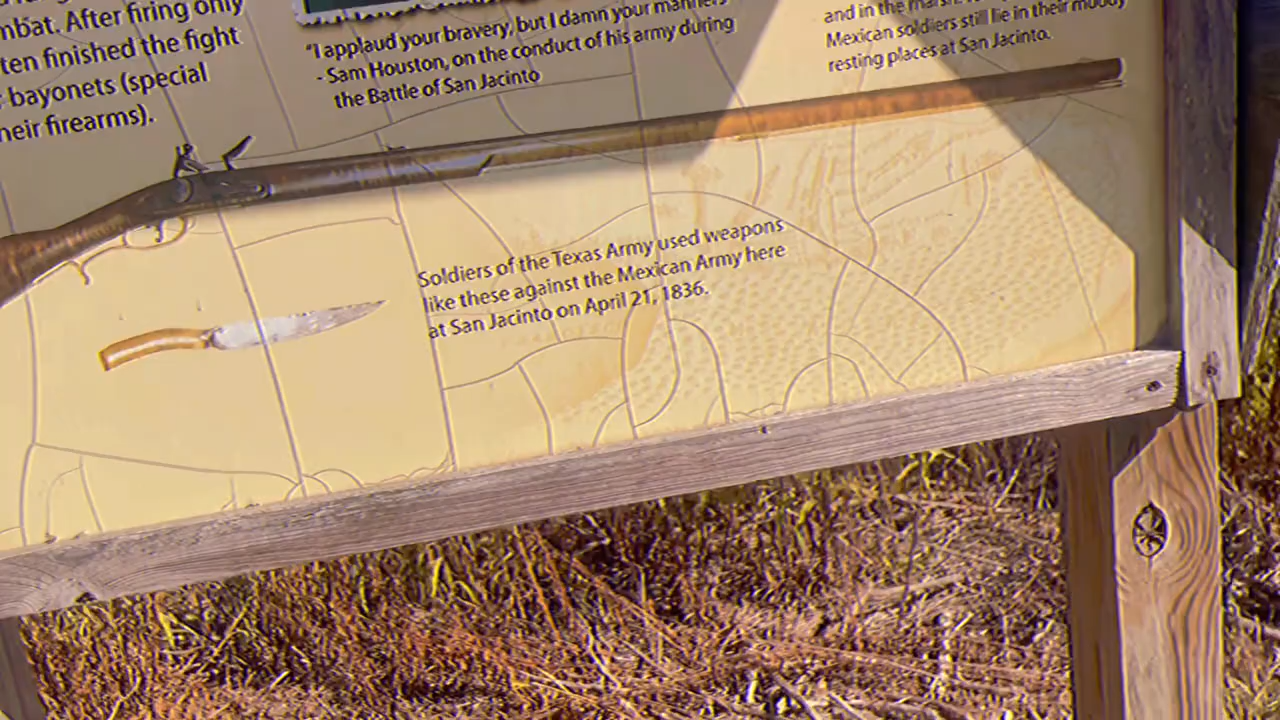 mbat. After firing only
ten finished the fight
bayonets (special
heir firearms).
"I applaud your bravery, but I damn your manners"
- Sam Houston, on the conduct of his army during
the Battle of San Jacinto
and in the marsh.
Mexican soldiers still lie in their muddy
resting places at San Jacinto.
Soldiers of the Texas Army used weapons
like these against the Mexican Army here
at San Jacinto on April 21, 1836.